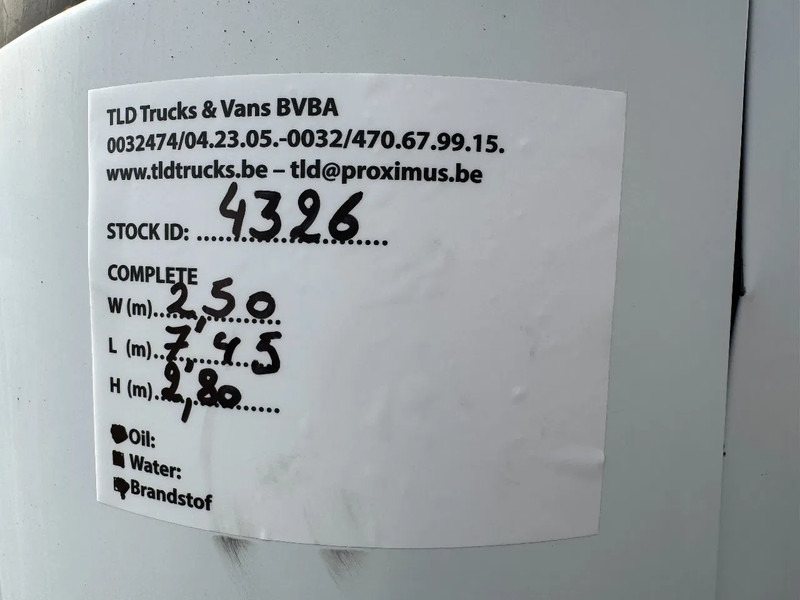 TLD Trucks & Vans BVBA
0032474/04.23.05.-0032/470.67.99.15.
www.tldtrucks.be – tld@proximus.be
STOCK ID: 4326
COMPLETE
W (m) 2,50
L (m) 7,45
H (m) 2,80
Oil:
Water:
Brandstof